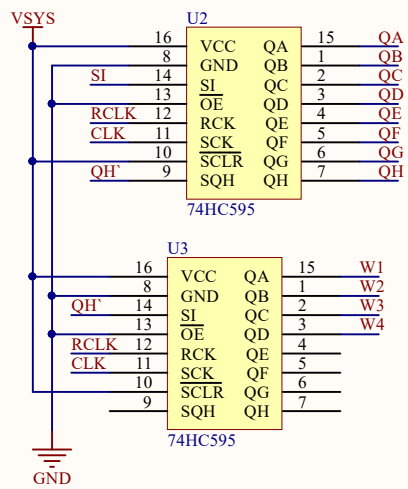 VSYS
U2
16 VCC QA 15 QA
8 GND QB 1 QB
SI 14 SI QC 2 QC
13 OE QD 3 QD
RCLK 12 RCK QE 4 QE
CLK 11 SCK QF 5 QF
10 SCLR QG 6 QG
QH` 9 SQH QH 7 QH
74HC595
U3
16 VCC QA 15 W1
8 GND QB 1 W2
QH` 14 SI QC 2 W3
13 OE QD 3 W4
RCLK 12 RCK QE 4
CLK 11 SCK QF 5
10 SCLR QG 6
9 SQH QH 7
74HC595
GND